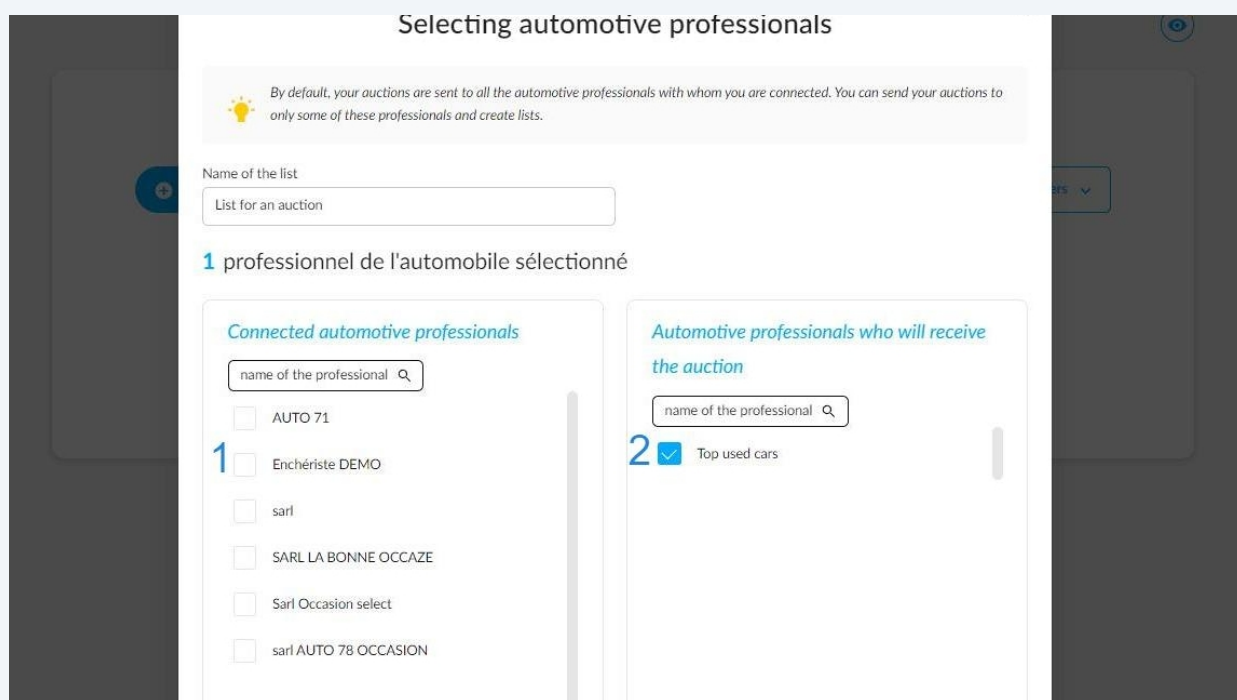 Selecting automotive professionals
By default, your auctions are sent to all the automotive professionals with whom you are connected. You can send your auctions to
only some of these professionals and create lists.
Name of the list
List for an auction
ers
1 professionnel de l'automobile sélectionné
Connected automotive professionals
name of the professional
AUTO 71
1 Enchériste DEMO
sarl
SARL LA BONNE OCCAZE
Sarl Occasion select
sarl AUTO 78 OCCASION
Automotive professionals who will receive
the auction
name of the professional
2 Top used cars